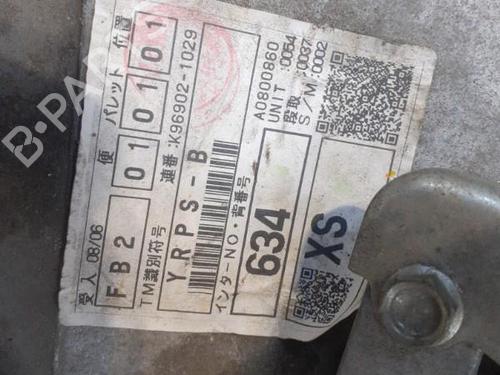 受入 08/06 便 パレット 位置
FB2 01 01 01
TM識別符号 連番:K96902-1029
YRPS-B
インターNO・背番号
634 XS
A0800860
UNIT :0054
段取 :0037
S/M :0002
B-PARTS